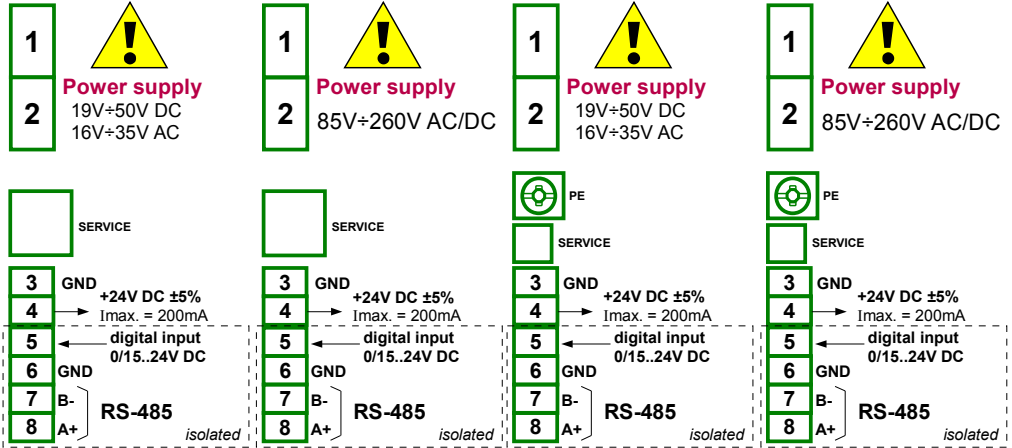 1
2
Power supply
19V÷50V DC
16V÷35V AC
SERVICE
3 GND
4 +24V DC ±5%
Imax. = 200mA
5 digital input
0/15..24V DC
6 GND
7 B-
8 A+
RS-485
isolated
1
2
Power supply
85V÷260V AC/DC
SERVICE
3 GND
4 +24V DC ±5%
Imax. = 200mA
5 digital input
0/15..24V DC
6 GND
7 B-
8 A+
RS-485
isolated
1
2
Power supply
19V÷50V DC
16V÷35V AC
PE
SERVICE
3 GND
4 +24V DC ±5%
Imax. = 200mA
5 digital input
0/15..24V DC
6 GND
7 B-
8 A+
RS-485
isolated
1
2
Power supply
85V÷260V AC/DC
PE
SERVICE
3 GND
4 +24V DC ±5%
Imax. = 200mA
5 digital input
0/15..24V DC
6 GND
7 B-
8 A+
RS-485
isolated